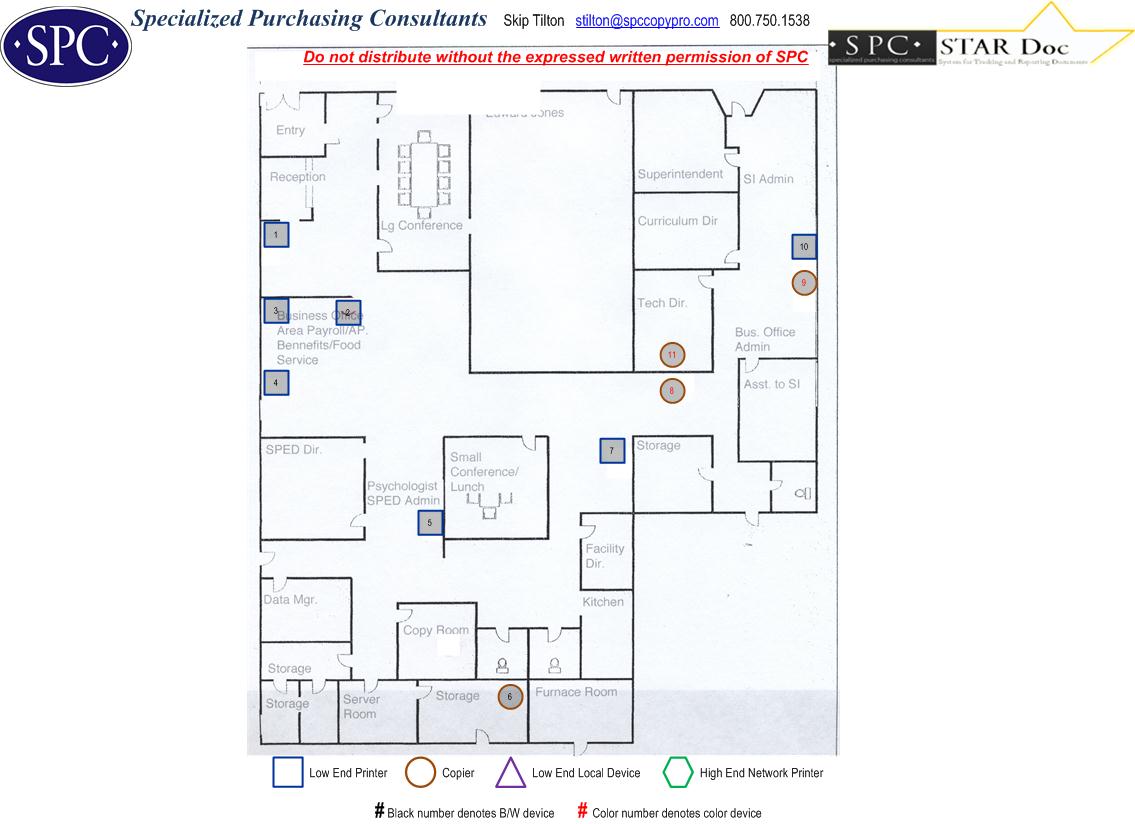 SPC
Specialized Purchasing Consultants Skip Tilton stilton@spccopypro.com 800.750.1538
SPC
specialized purchasing consultants
STAR Doc
System for Tracking and Reporting Documents
Do not distribute without the expressed written permission of SPC
Edward Jones
Entry
Reception
Lg Conference
Superintendent
SI Admin
Curriculum Dir
1
10
9
3
2
Business Office
Area Payroll/AP.
Bennefits/Food
Service
Tech Dir.
Bus. Office
Admin
11
4
8
Asst. to SI
SPED Dir.
Small
Conference/
Lunch
7
Storage
Psychologist
SPED Admin
5
Facility
Dir.
Data Mgr.
Kitchen
Copy Room
Storage
Storage
Server
Room
Storage
6
Furnace Room
Low End Printer
Copier
Low End Local Device
High End Network Printer
# Black number denotes B/W device
# Color number denotes color device